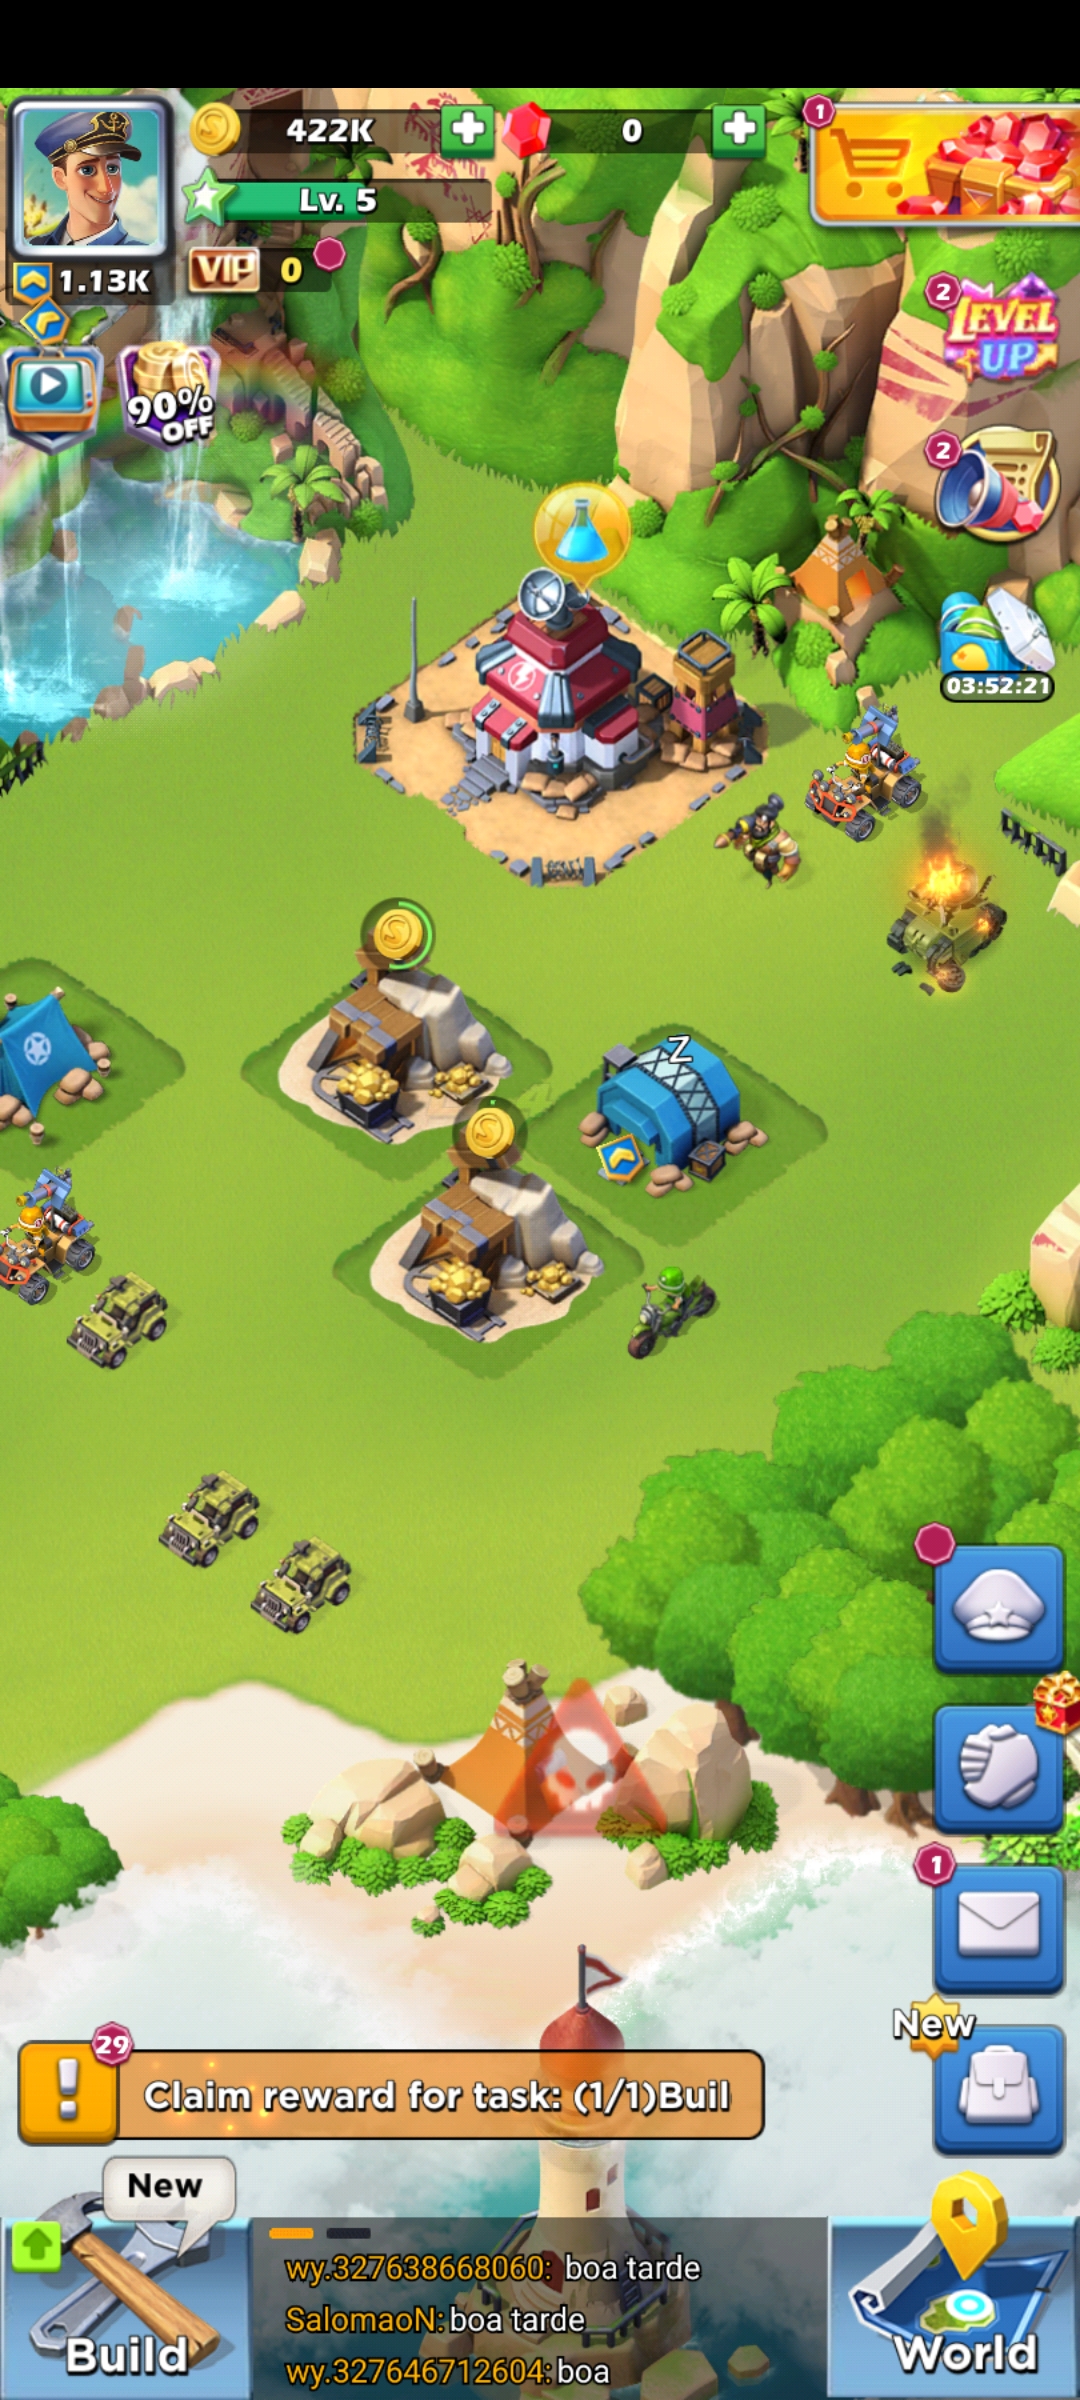 422K
0
1
Lv. 5
VIP 0
1.13K
2
LEVEL UP
90% OFF
2
03:52:21
Z
1
New
29
Claim reward for task: (1/1)Buil
New
wy.327638668060: boa tarde
SalomaoN: boa tarde
wy.327646712604: boa
Build
World